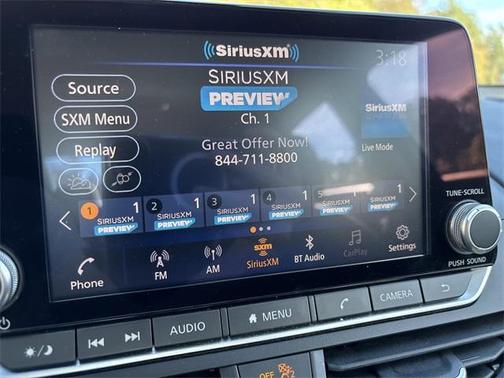 ((SiriusXM))
3:18
Source
SIRIUSXM
PREVIEW
Ch. 1
SXM Menu
SiriusXM
Replay
Great Offer Now!
844-711-8800
Live Mode
1 SIRIUSXM PREVIEW 1
2 SIRIUSXM PREVIEW 1
3 SIRIUSXM PREVIEW 1
4 SIRIUSXM PREVIEW 1
5 SIRIUSXM PREVIEW 1
SIRIUSXM PREVIEW 1
TUNE·SCROLL
PUSH SOUND
Phone
FM
AM
sxm
SiriusXM
BT Audio
CarPlay
Settings
AUDIO
MENU
CAMERA
OFF